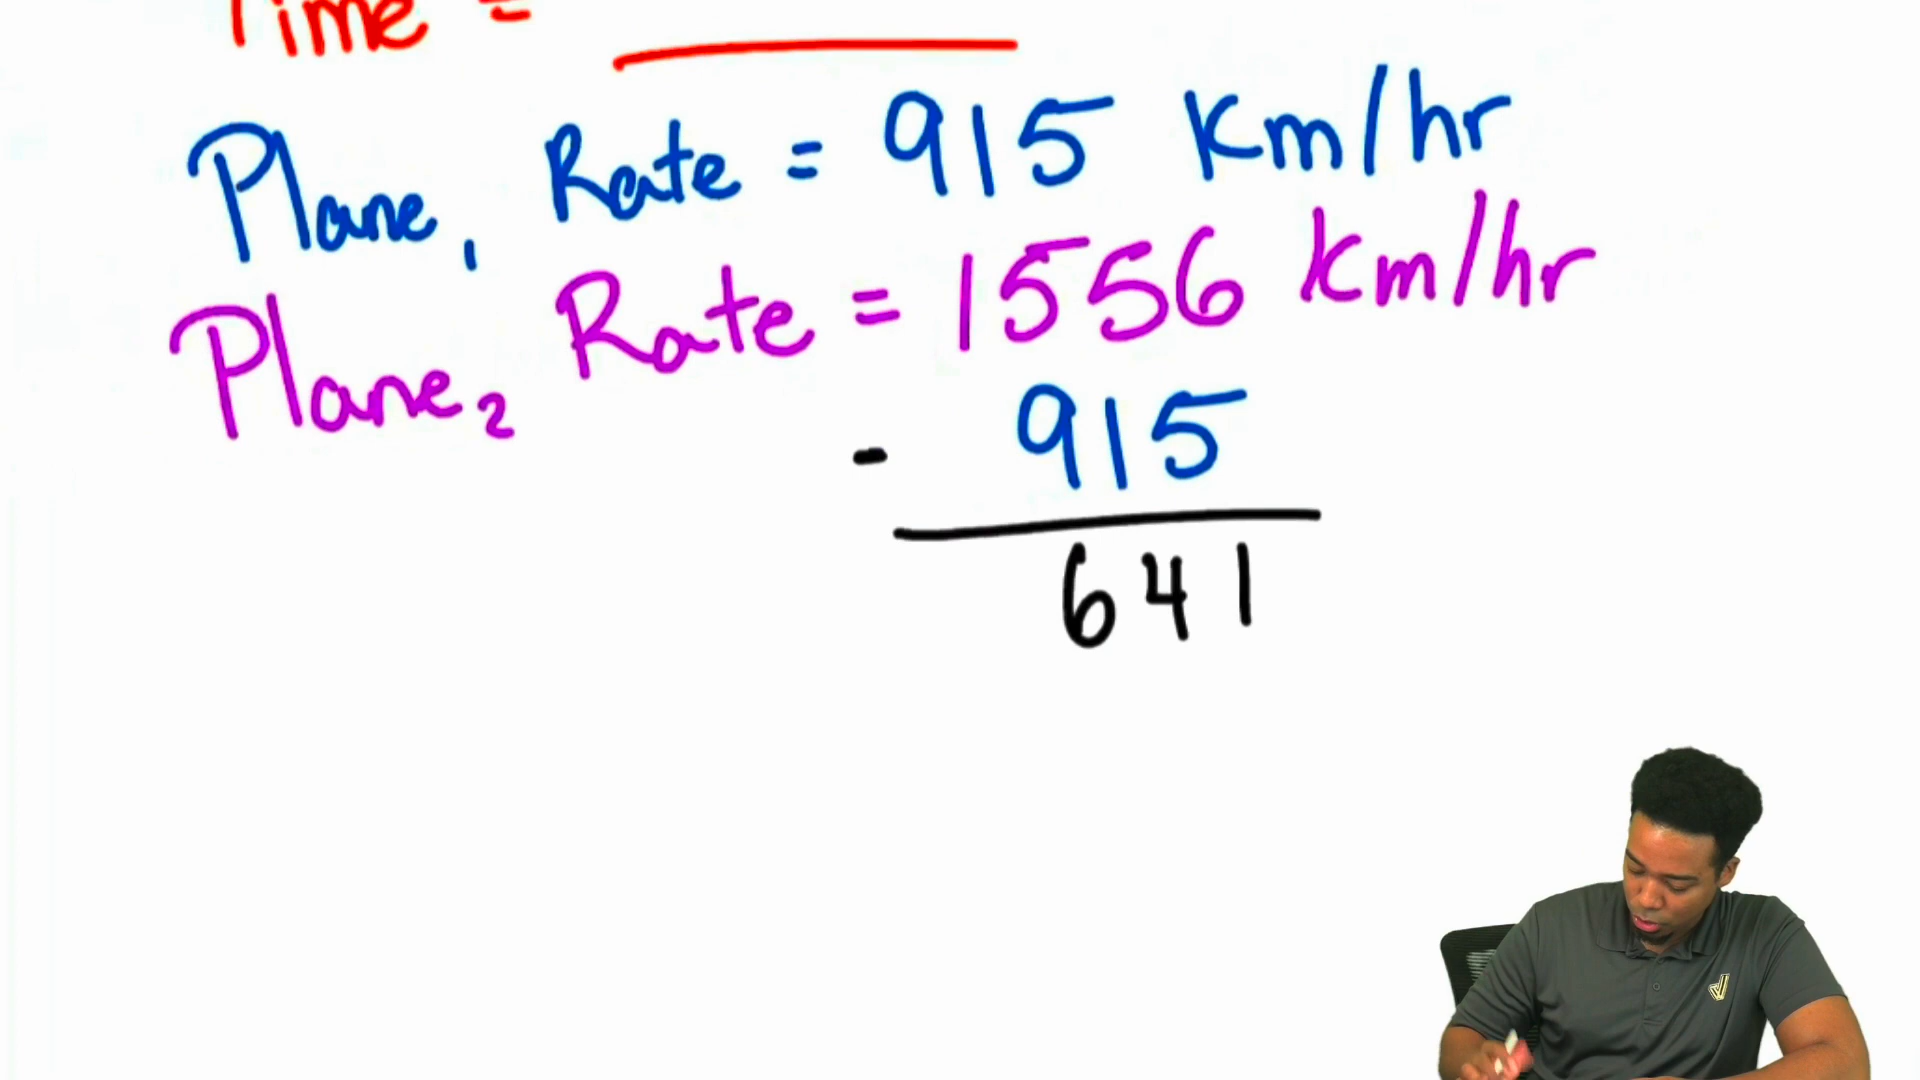 Time =
Plane₁ Rate = 915 km/hr
Plane₂ Rate = 1556 km/hr
- 915
641